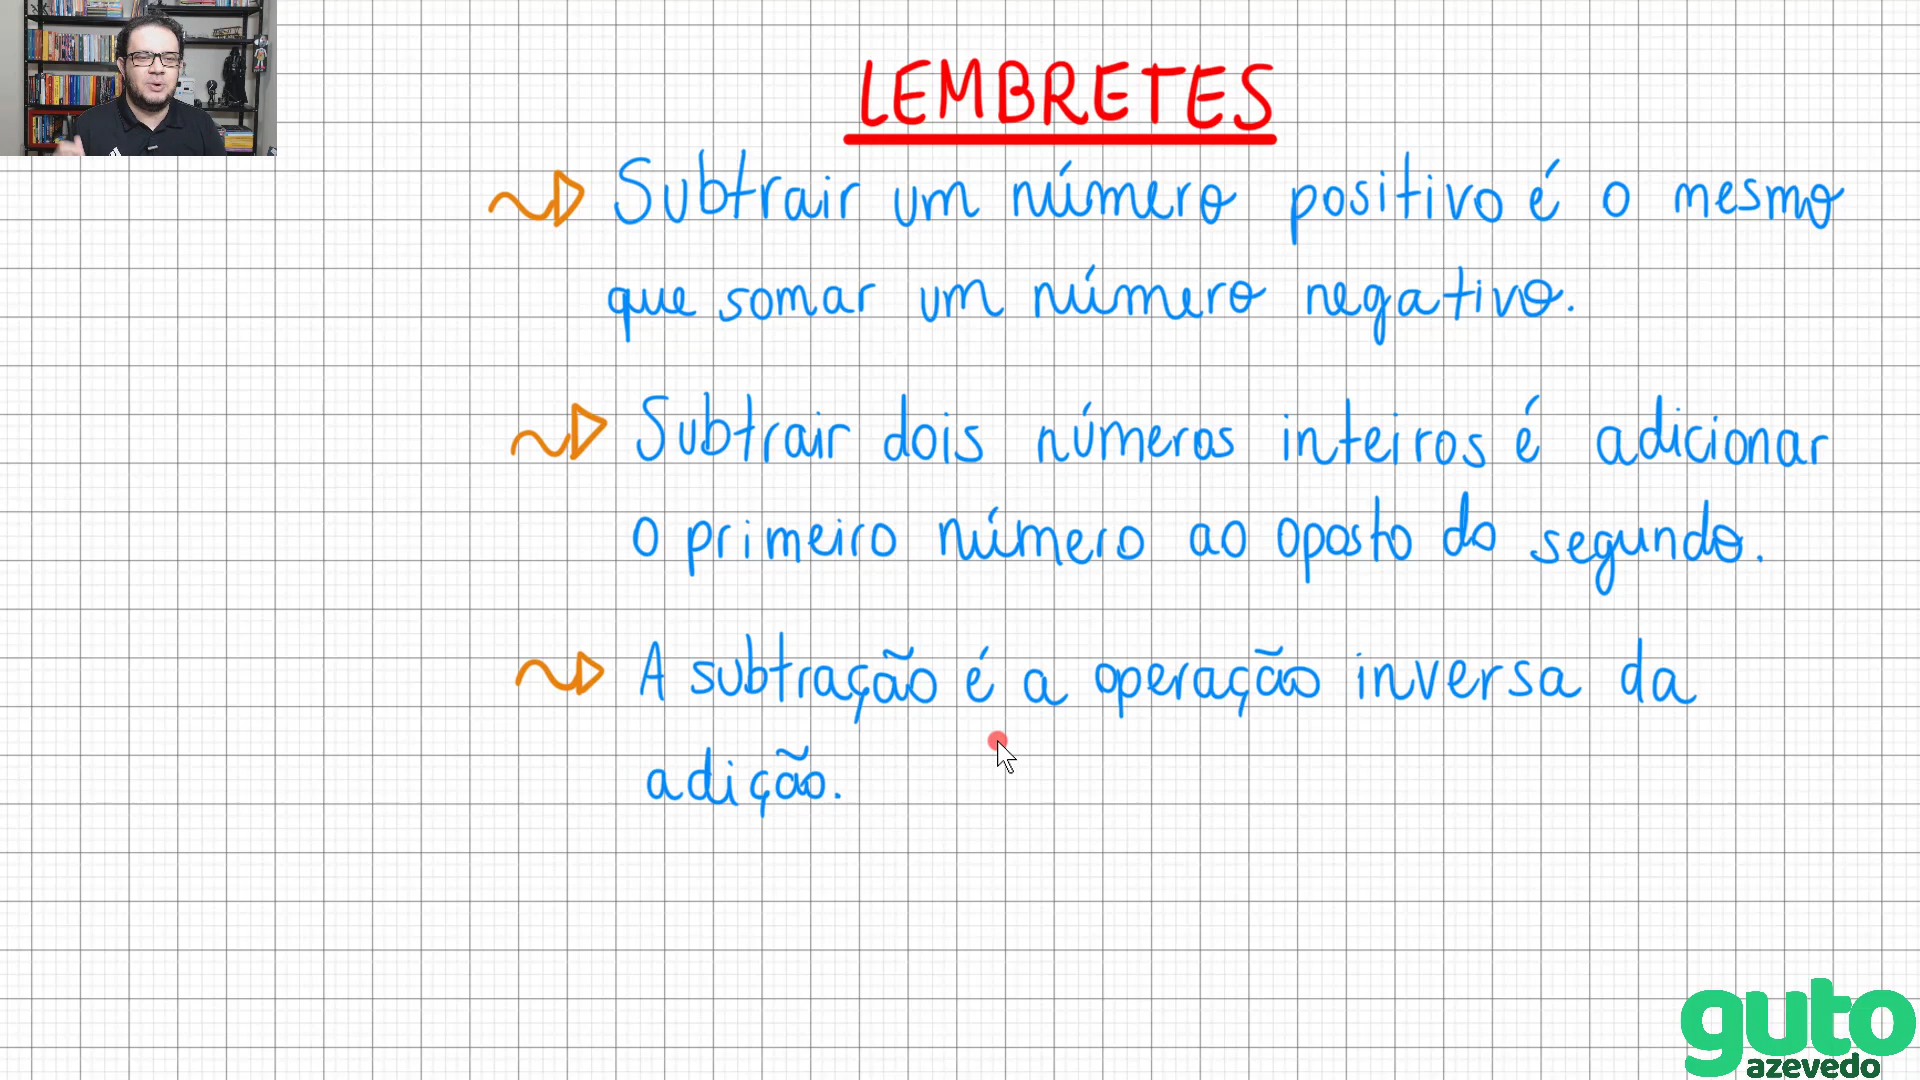 LEMBRETES
Subtrair um número positivo é o mesmo
que somar um número negativo.
Subtrair dois números inteiros é adicionar
o primeiro número ao oposto do segundo.
A subtração é a operação inversa da
adição.
guto
azevedo